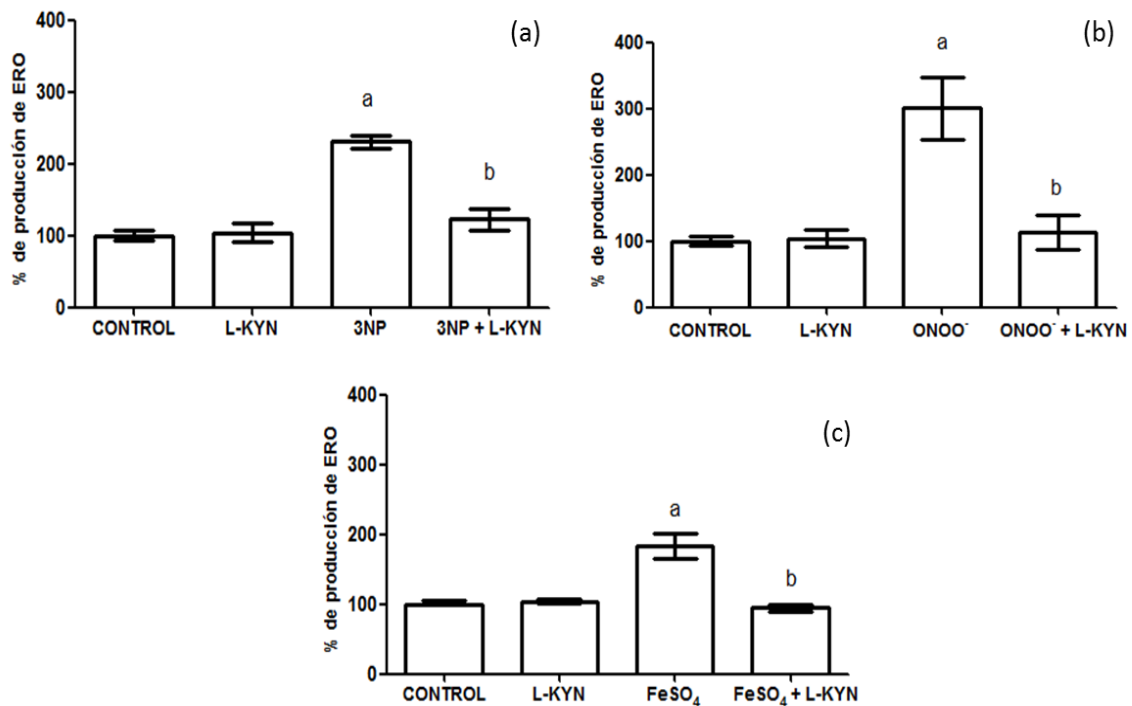 (a)
% de producción de ERO
400
300
200
100
0
a
b
CONTROL L-KYN 3NP 3NP + L-KYN
(b)
% de producción de ERO
400
300
200
100
0
a
b
CONTROL L-KYN ONOO⁻ ONOO⁻ + L-KYN
(c)
% de producción de ERO
400
300
200
100
0
a
b
CONTROL L-KYN FeSO₄ FeSO₄ + L-KYN